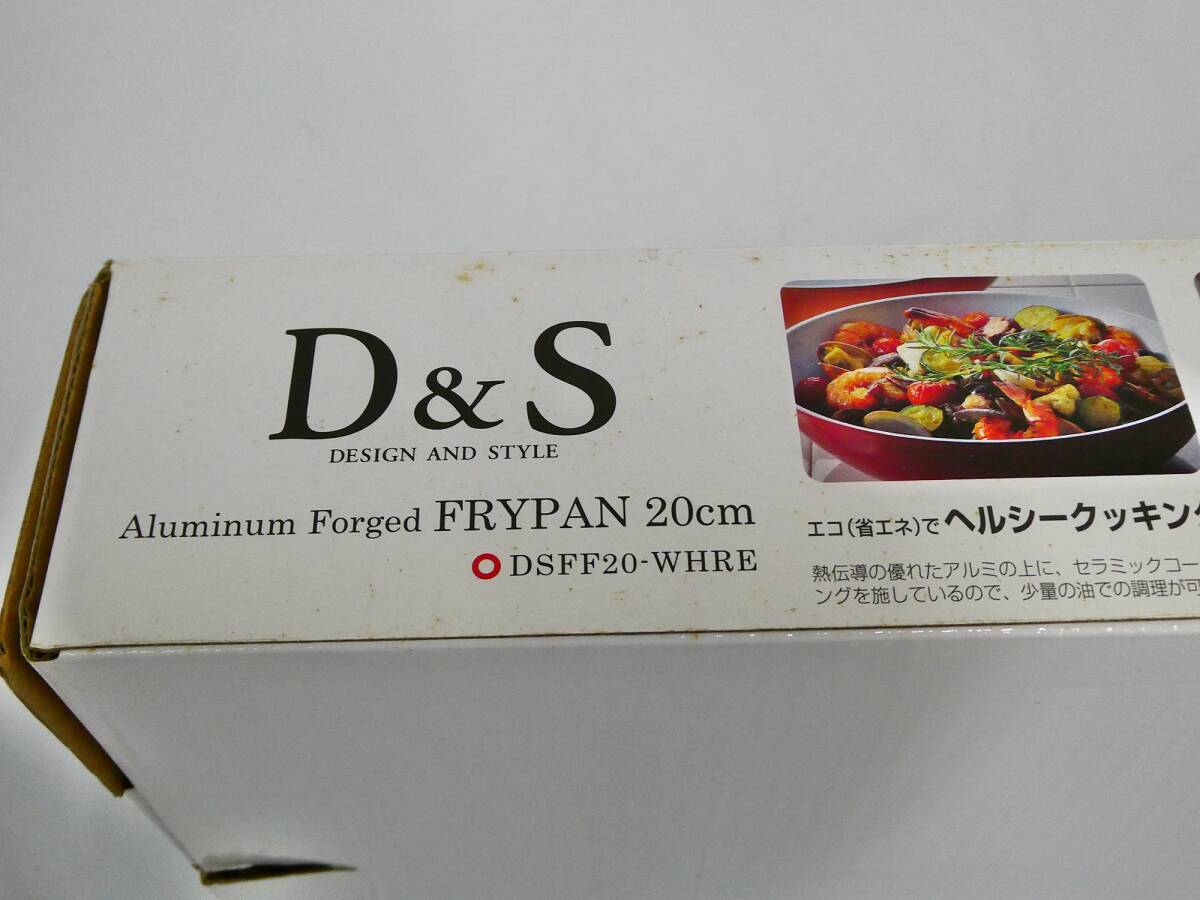 D&S
DESIGN AND STYLE
Aluminum Forged FRYPAN 20cm
DSFF20-WHRE
エコ(省エネ)でヘルシークッキング
熱伝導の優れたアルミの上に、セラミックコー
ングを施しているので、少量の油での調理が可